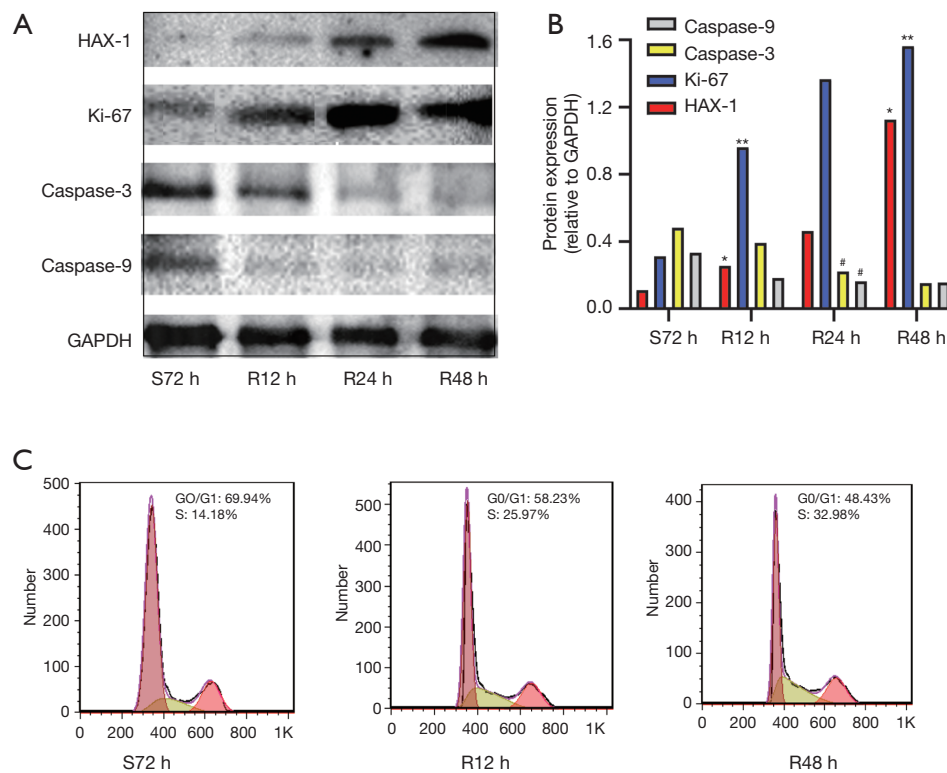 A
HAX-1
Ki-67
Caspase-3
Caspase-9
GAPDH
S72 h R12 h R24 h R48 h
B
Caspase-9
Caspase-3
Ki-67
HAX-1
Protein expression
(relative to GAPDH)
1.6
1.2
0.8
0.4
0.0
* ** # # * **
S72 h R12 h R24 h R48 h
C
Number
500
400
300
200
100
0
GO/G1: 69.94%
S: 14.18%
0 200 400 600 800 1K
S72 h
Number
500
400
300
200
100
0
G0/G1: 58.23%
S: 25.97%
0 200 400 600 800 1K
R12 h
Number
400
300
200
100
0
G0/G1: 48.43%
S: 32.98%
0 200 400 600 800 1K
R48 h